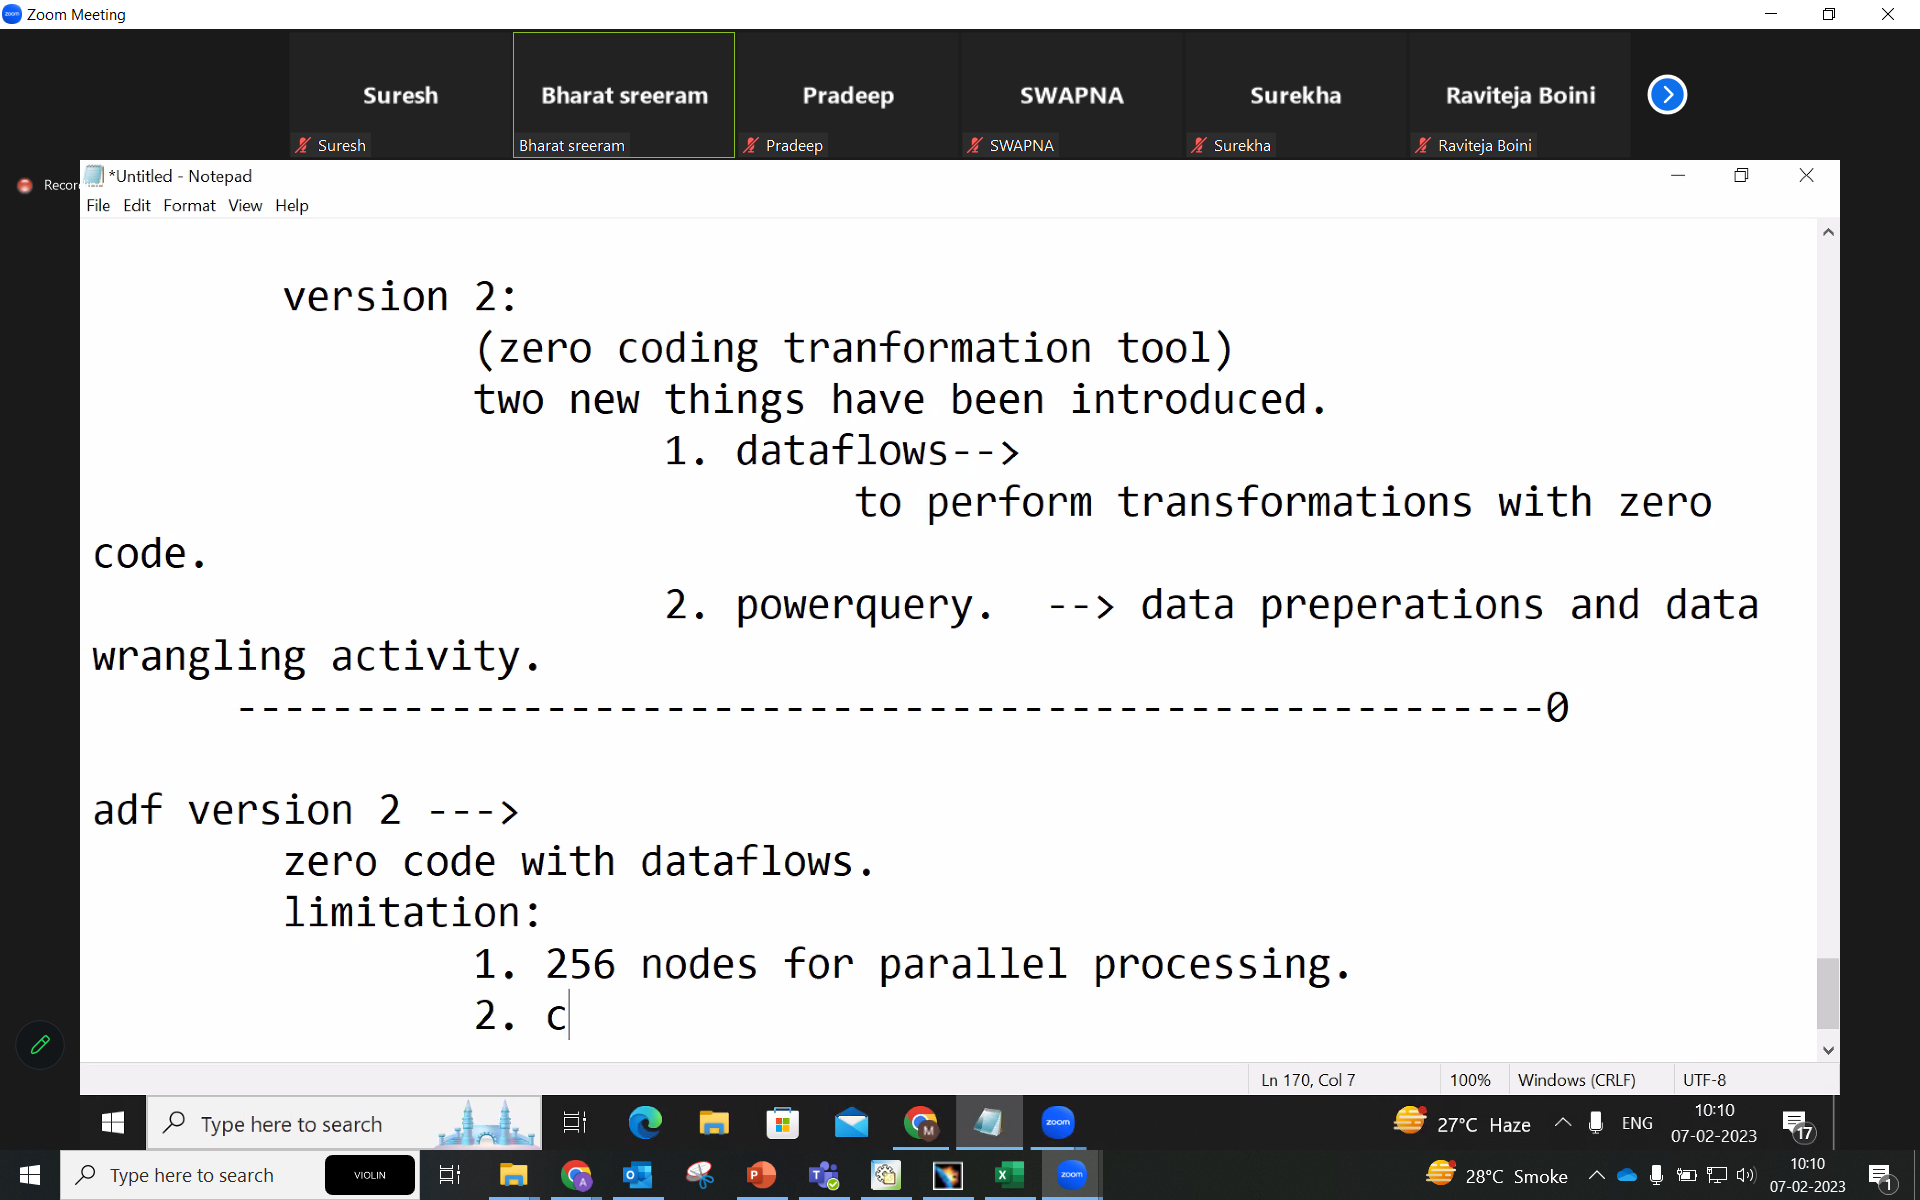 Zoom Meeting
Suresh
Bharat sreeram
Pradeep
SWAPNA
Surekha
Raviteja Boini
Suresh
Bharat sreeram
Pradeep
SWAPNA
Surekha
Raviteja Boini
*Untitled - Notepad
File Edit Format View Help
version 2:
(zero coding tranformation tool)
two new things have been introduced.
1. dataflows-->
to perform transformations with zero
code.
2. powerquery. --> data preperations and data
wrangling activity.
-------------------------------------------------------0
adf version 2 --->
zero code with dataflows.
limitation:
1. 256 nodes for parallel processing.
2. c
Ln 170, Col 7 100% Windows (CRLF) UTF-8
Type here to search zoom 27°C Haze ENG 10:10
07-02-2023 17
Type here to search VIOLIN zoom 28°C Smoke 10:10
07-02-2023 1